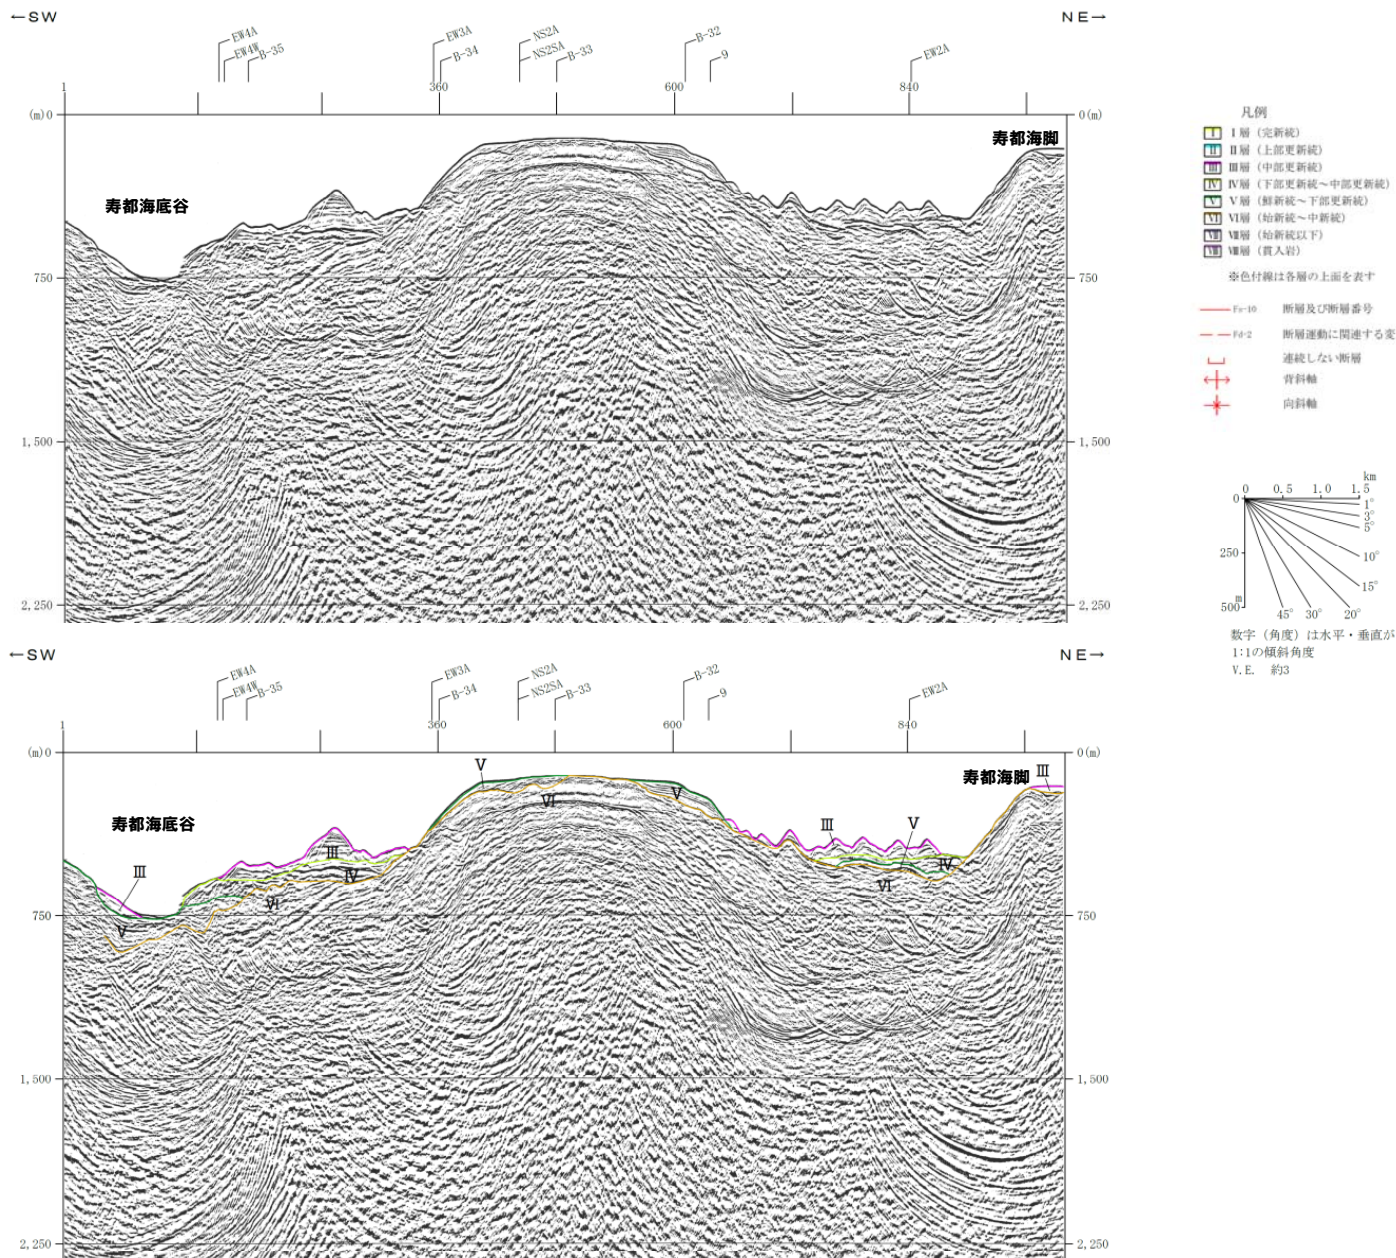 ←SW
NE→
EW4A
EW4W
B-35
EW3A
B-34
NS2A
NS2SA
B-33
B-32
9
EW2A
1
360
600
840
(m)0
0(m)
寿都海底谷
寿都海脚
750
750
1,500
1,500
2,250
2,250
凡例
I I層（完新統）
II II層（上部更新統）
III III層（中部更新統）
IV IV層（下部更新統～中部更新統）
V V層（鮮新統～下部更新統）
VI VI層（始新統～中新統）
VII VII層（始新統以下）
VIII VIII層（貫入岩）
※色付線は各層の上面を表す
Fs-10 断層及び断層番号
Fd-2 断層運動に関連する変
連続しない断層
背斜軸
向斜軸
km
0 0.5 1.0 1.5
0
1°
3°
5°
250
10°
15°
m
500
45° 30° 20°
数字（角度）は水平・垂直が
1:1の傾斜角度
V.E. 約3
←SW
NE→
EW4A
EW4W
B-35
EW3A
B-34
NS2A
NS2SA
B-33
B-32
9
EW2A
1
360
600
840
(m)0
0(m)
寿都海底谷
寿都海脚
III
V
VI
V
III
V
III
IV
VI
III
IV
VI
V
750
750
1,500
1,500
2,250
2,250